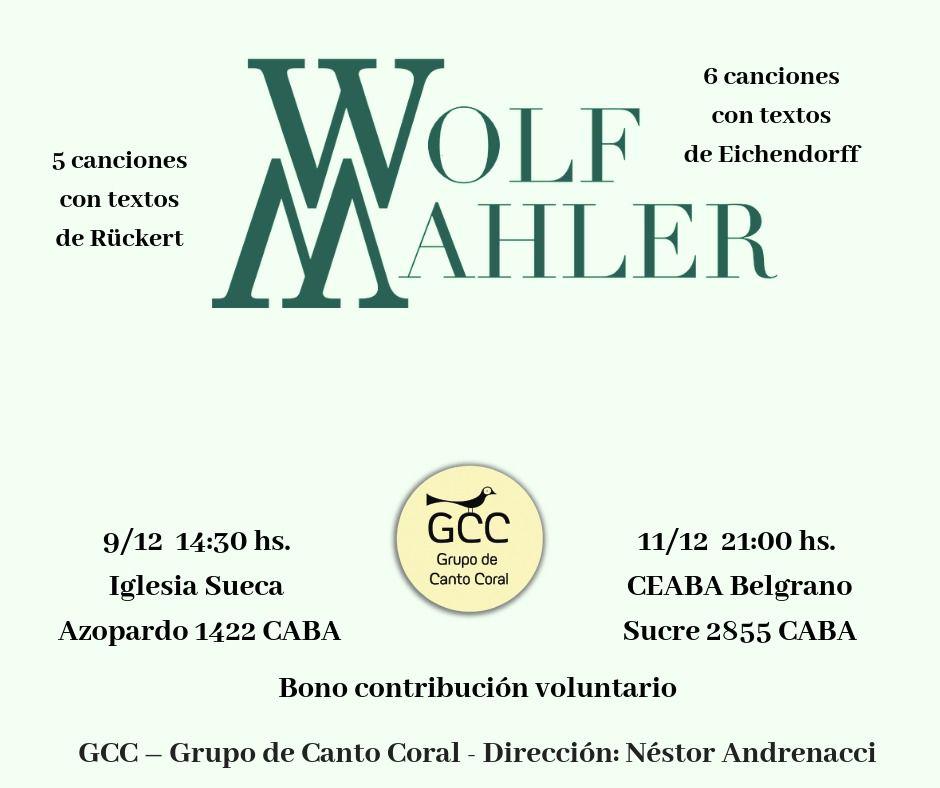 WOLF
MAHLER
6 canciones
con textos
de Eichendorff
5 canciones
con textos
de Rückert
GCC
Grupo de
Canto Coral
9/12 14:30 hs.
Iglesia Sueca
Azopardo 1422 CABA
11/12 21:00 hs.
CEABA Belgrano
Sucre 2855 CABA
Bono contribución voluntario
GCC – Grupo de Canto Coral - Dirección: Néstor Andrenacci